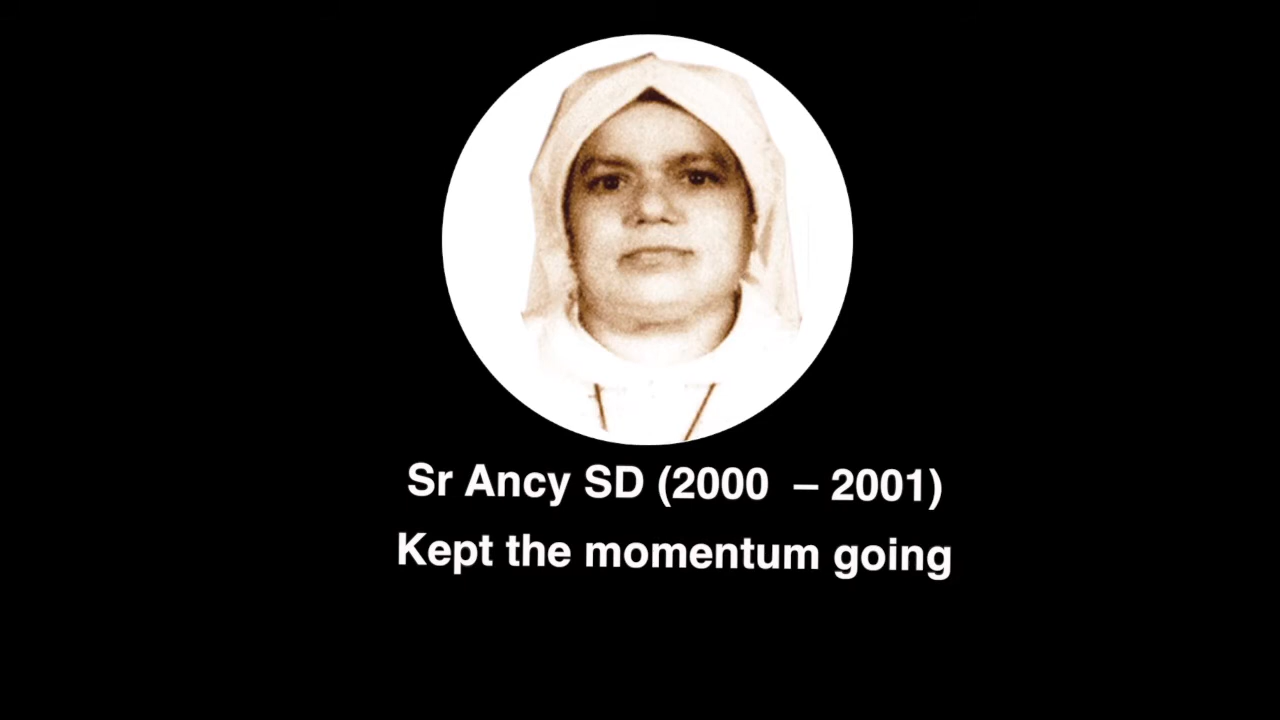 Sr Ancy SD (2000 – 2001)
Kept the momentum going